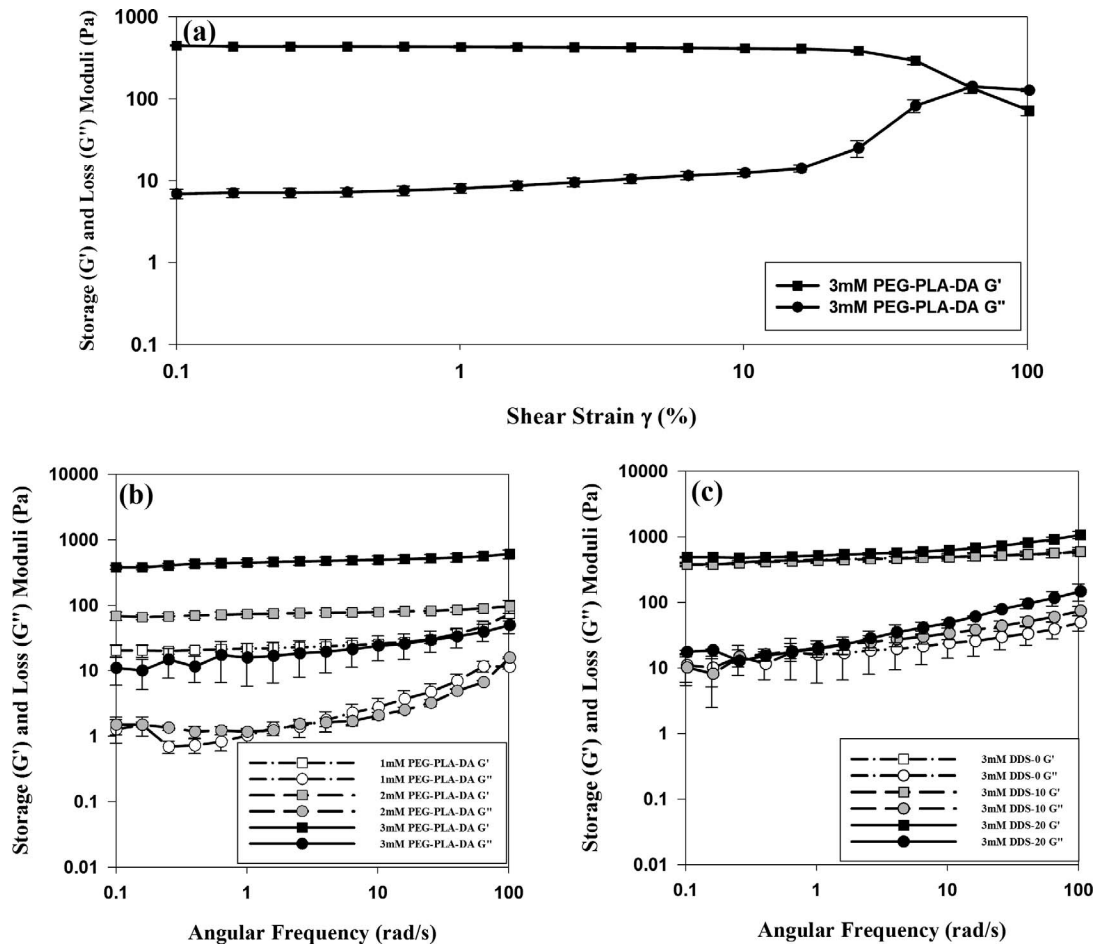 Storage (G') and Loss (G") Moduli (Pa)
(a)
1000
100
10
1
0.1
0.1
1
10
100
3mM PEG-PLA-DA G'
3mM PEG-PLA-DA G"
Shear Strain γ (%)
Storage (G') and Loss (G") Moduli (Pa)
(b)
10000
1000
100
10
1
0.1
0.01
0.1
1
10
100
1mM PEG-PLA-DA G'
1mM PEG-PLA-DA G"
2mM PEG-PLA-DA G'
2mM PEG-PLA-DA G"
3mM PEG-PLA-DA G'
3mM PEG-PLA-DA G"
Angular Frequency (rad/s)
Storage (G') and Loss (G") Moduli (Pa)
(c)
10000
1000
100
10
1
0.1
0.01
0.1
1
10
100
3mM DDS-0 G'
3mM DDS-0 G"
3mM DDS-10 G'
3mM DDS-10 G"
3mM DDS-20 G'
3mM DDS-20 G"
Angular Frequency (rad/s)